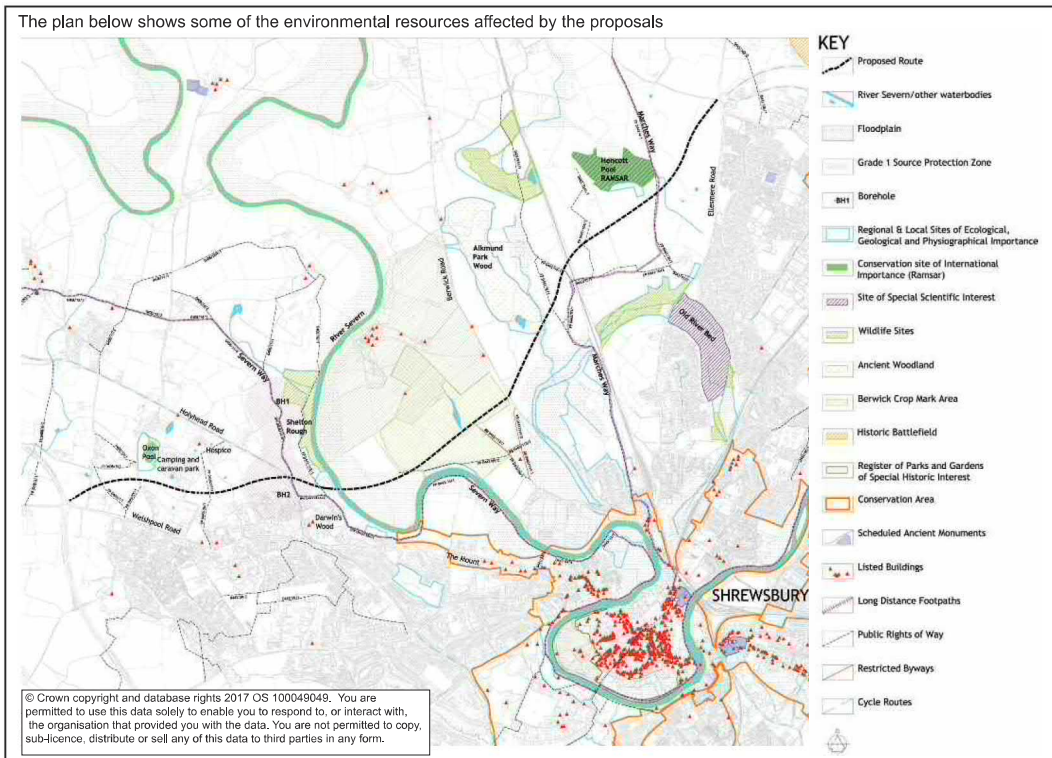 The plan below shows some of the environmental resources affected by the proposals
KEY
Proposed Route
River Severn/other waterbodies
Floodplain
Grade 1 Source Protection Zone
BH1
Borehole
Regional & Local Sites of Ecological,
Geological and Physiographical Importance
Conservation site of International
Importance (Ramsar)
Site of Special Scientific Interest
Wildlife Sites
Ancient Woodland
Berwick Crop Mark Area
Historic Battlefield
Register of Parks and Gardens
of Special Historic Interest
Conservation Area
Scheduled Ancient Monuments
Listed Buildings
Long Distance Footpaths
Public Rights of Way
Restricted Byways
Cycle Routes
Marches Way
Hencott
Pool
RAMSAR
Ellesmere Road
Alkmund
Park
Wood
Berwick Road
River Severn
Old River Bed
Marches Way
Severn Way
BH1
Shelton
Rough
Holyhead Road
Oxon
Pool
Camping and
caravan park
Hospice
BH2
Welshpool Road
Darwin's
Wood
Severn Way
The Mount
SHREWSBURY
© Crown copyright and database rights 2017 OS 100049049. You are
permitted to use this data solely to enable you to respond to, or interact with,
the organisation that provided you with the data. You are not permitted to copy,
sub-licence, distribute or sell any of this data to third parties in any form.